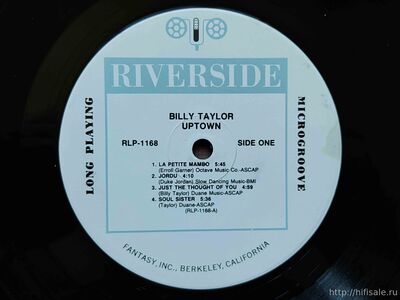 RIVERSIDE
LONG PLAYING
MICROGROOVE
BILLY TAYLOR
UPTOWN
RLP-1168 SIDE ONE
1. LA PETITE MAMBO 5:45
(Erroll Garner) Octave Music Co.-ASCAP
2. JORDU 4:10
(Duke Jordan) Slow Dancing Music-BMI
3. JUST THE THOUGHT OF YOU 4:59
(Billy Taylor) Duane Music-ASCAP
4. SOUL SISTER 5:36
(Taylor) Duane-ASCAP
(RLP-1168-A)
FANTASY, INC., BERKELEY, CALIFORNIA
http://hifisale.ru